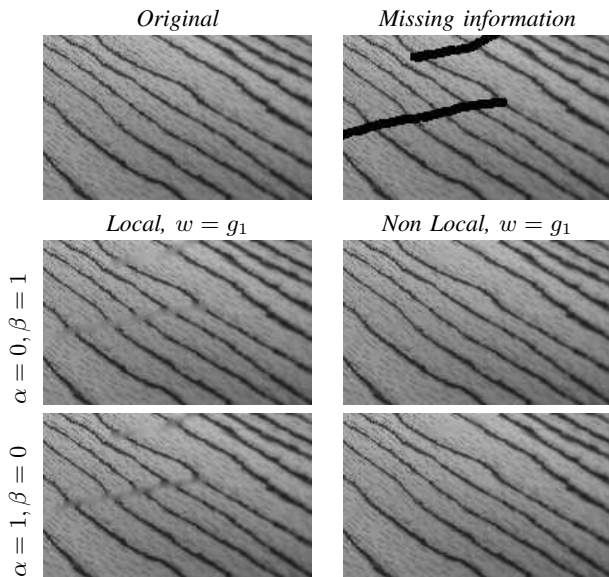 Original
Missing information
Local, w = g₁
Non Local, w = g₁
α = 0, β = 1
α = 1, β = 0